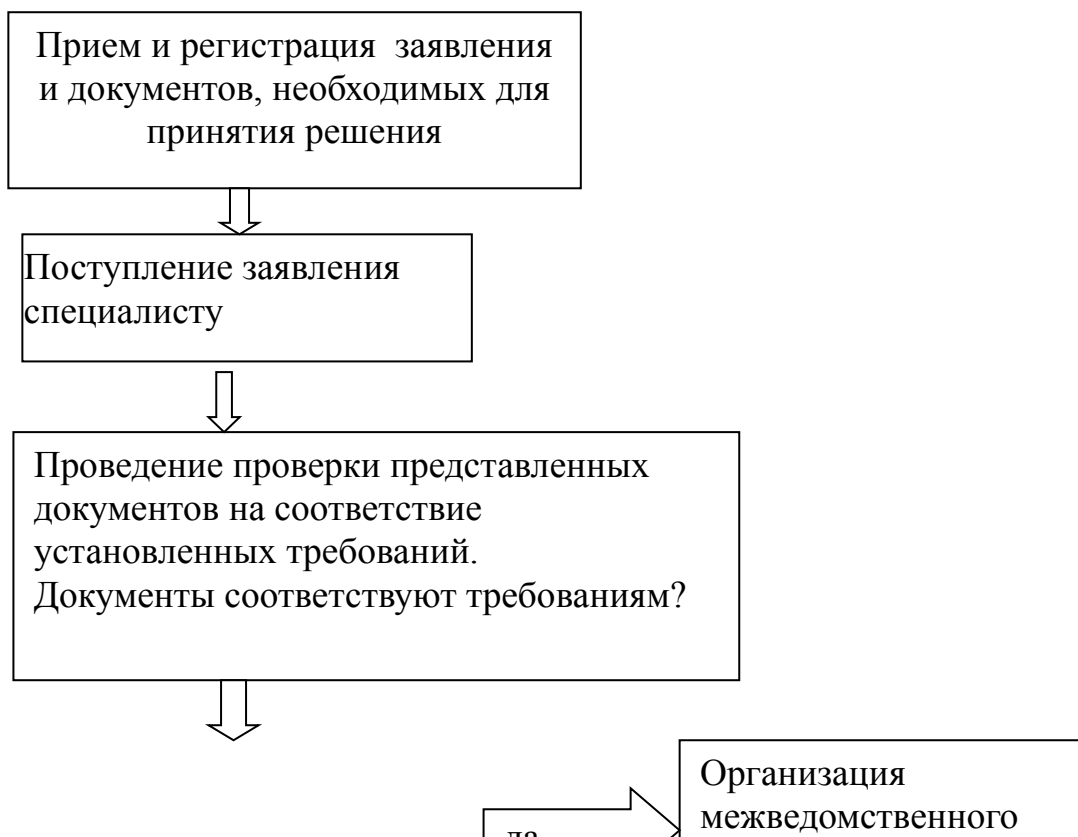 Прием и регистрация заявления
и документов, необходимых для
принятия решения
Поступление заявления
специалисту
Проведение проверки представленных
документов на соответствие
установленных требований.
Документы соответствуют требованиям?
Организация
межведомственного
да